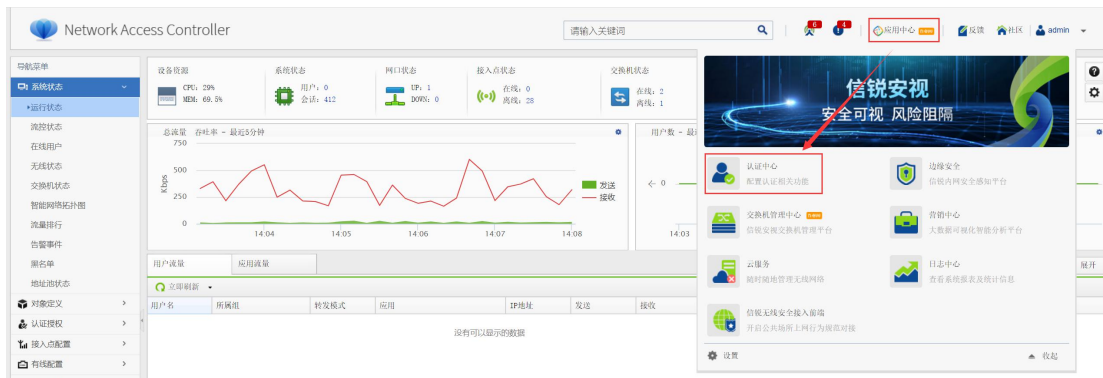 Network Access Controller
请输入关键词
6
4
应用中心 new
反馈
社区
admin
导航菜单
系统状态
运行状态
流控状态
在线用户
无线状态
交换机状态
智能网络拓扑图
流量排行
告警事件
黑名单
地址池状态
对象定义
认证授权
接入点配置
有线配置
设备资源
CPU: 29%
MEM: 69.5%
系统状态
用户: 0
会话: 412
网口状态
UP: 1
DOWN: 0
接入点状态
在线: 0
离线: 28
交换机状态
在线: 2
离线: 1
总流量 吞吐率 - 最近5分钟
750
500
250
0
Kbps
14:04
14:05
14:06
14:07
14:08
发送
接收
用户数 - 最近
0
14:03
用户流量
应用流量
展开
立即刷新
用户名
所属组
转发模式
应用
IP地址
发送
接收
没有可以显示的数据
信锐安视
安全可视 风险阻隔
认证中心
配置认证相关功能
边缘安全
信锐内网安全感知平台
交换机管理中心 new
信锐安视交换机管理平台
营销中心
大数据可视化智能分析平台
云服务
随时随地管理无线网络
日志中心
查看系统报表及统计信息
信锐无线安全接入前端
开启公共场所上网行为规范对接
设置
收起